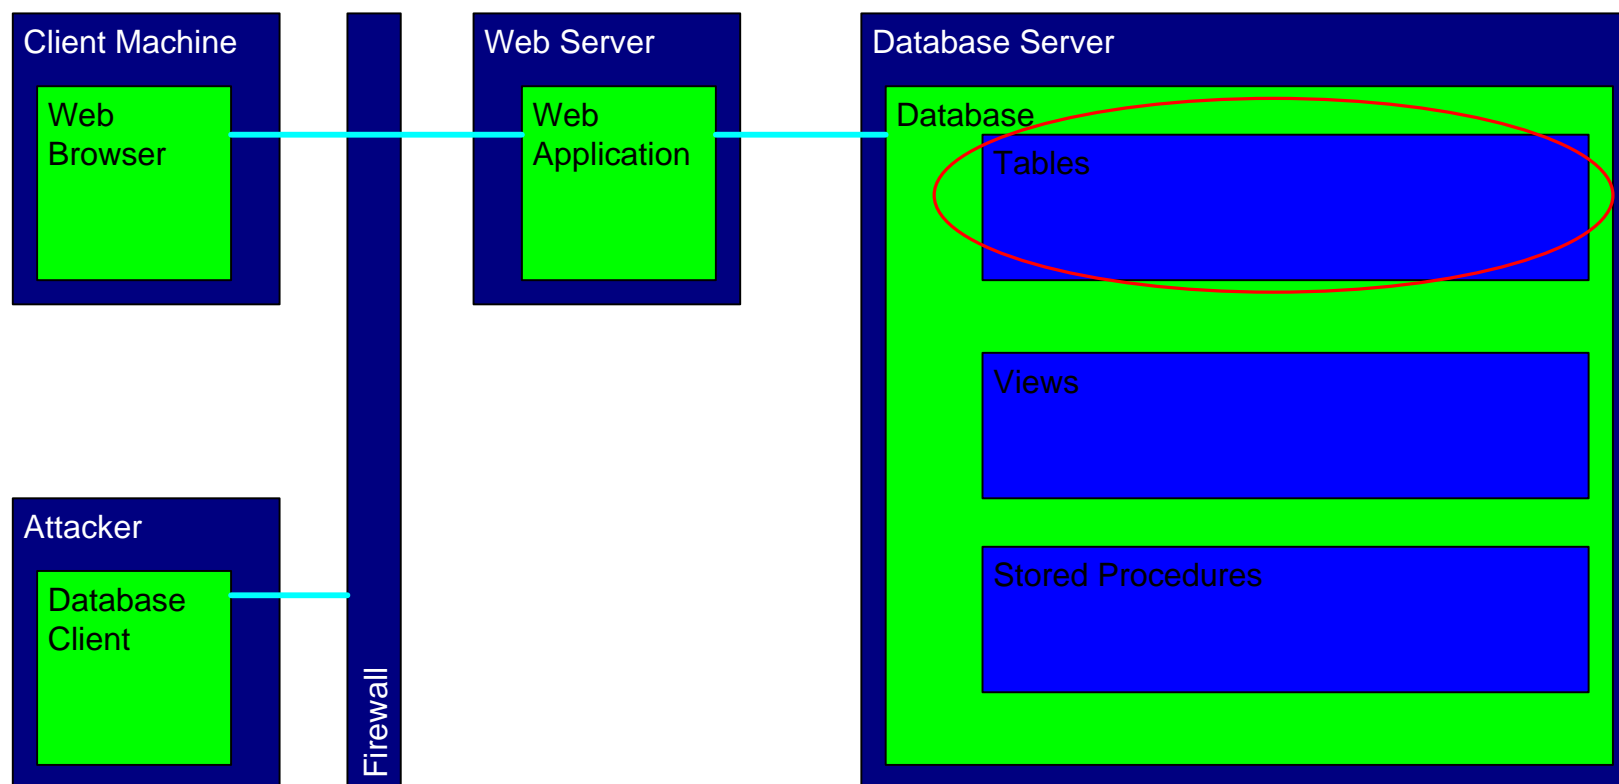 Client Machine
Web
Browser
Attacker
Database
Client
Firewall
Web Server
Web
Application
Database Server
Database
Tables
Views
Stored Procedures